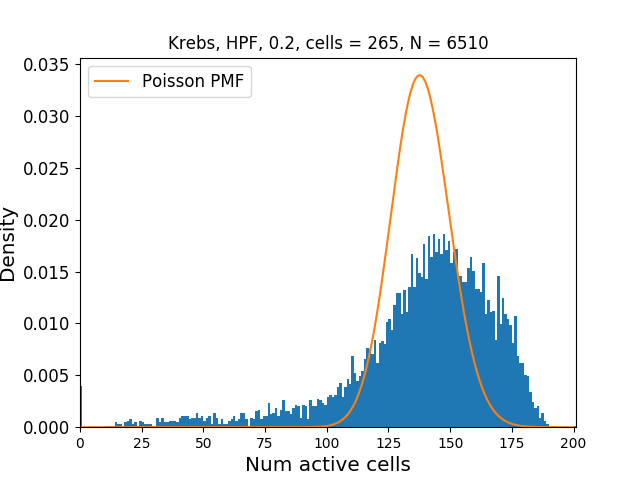 Krebs, HPF, 0.2, cells = 265, N = 6510
Poisson PMF
Density
0.035
0.030
0.025
0.020
0.015
0.010
0.005
0.000
0 25 50 75 100 125 150 175 200
Num active cells